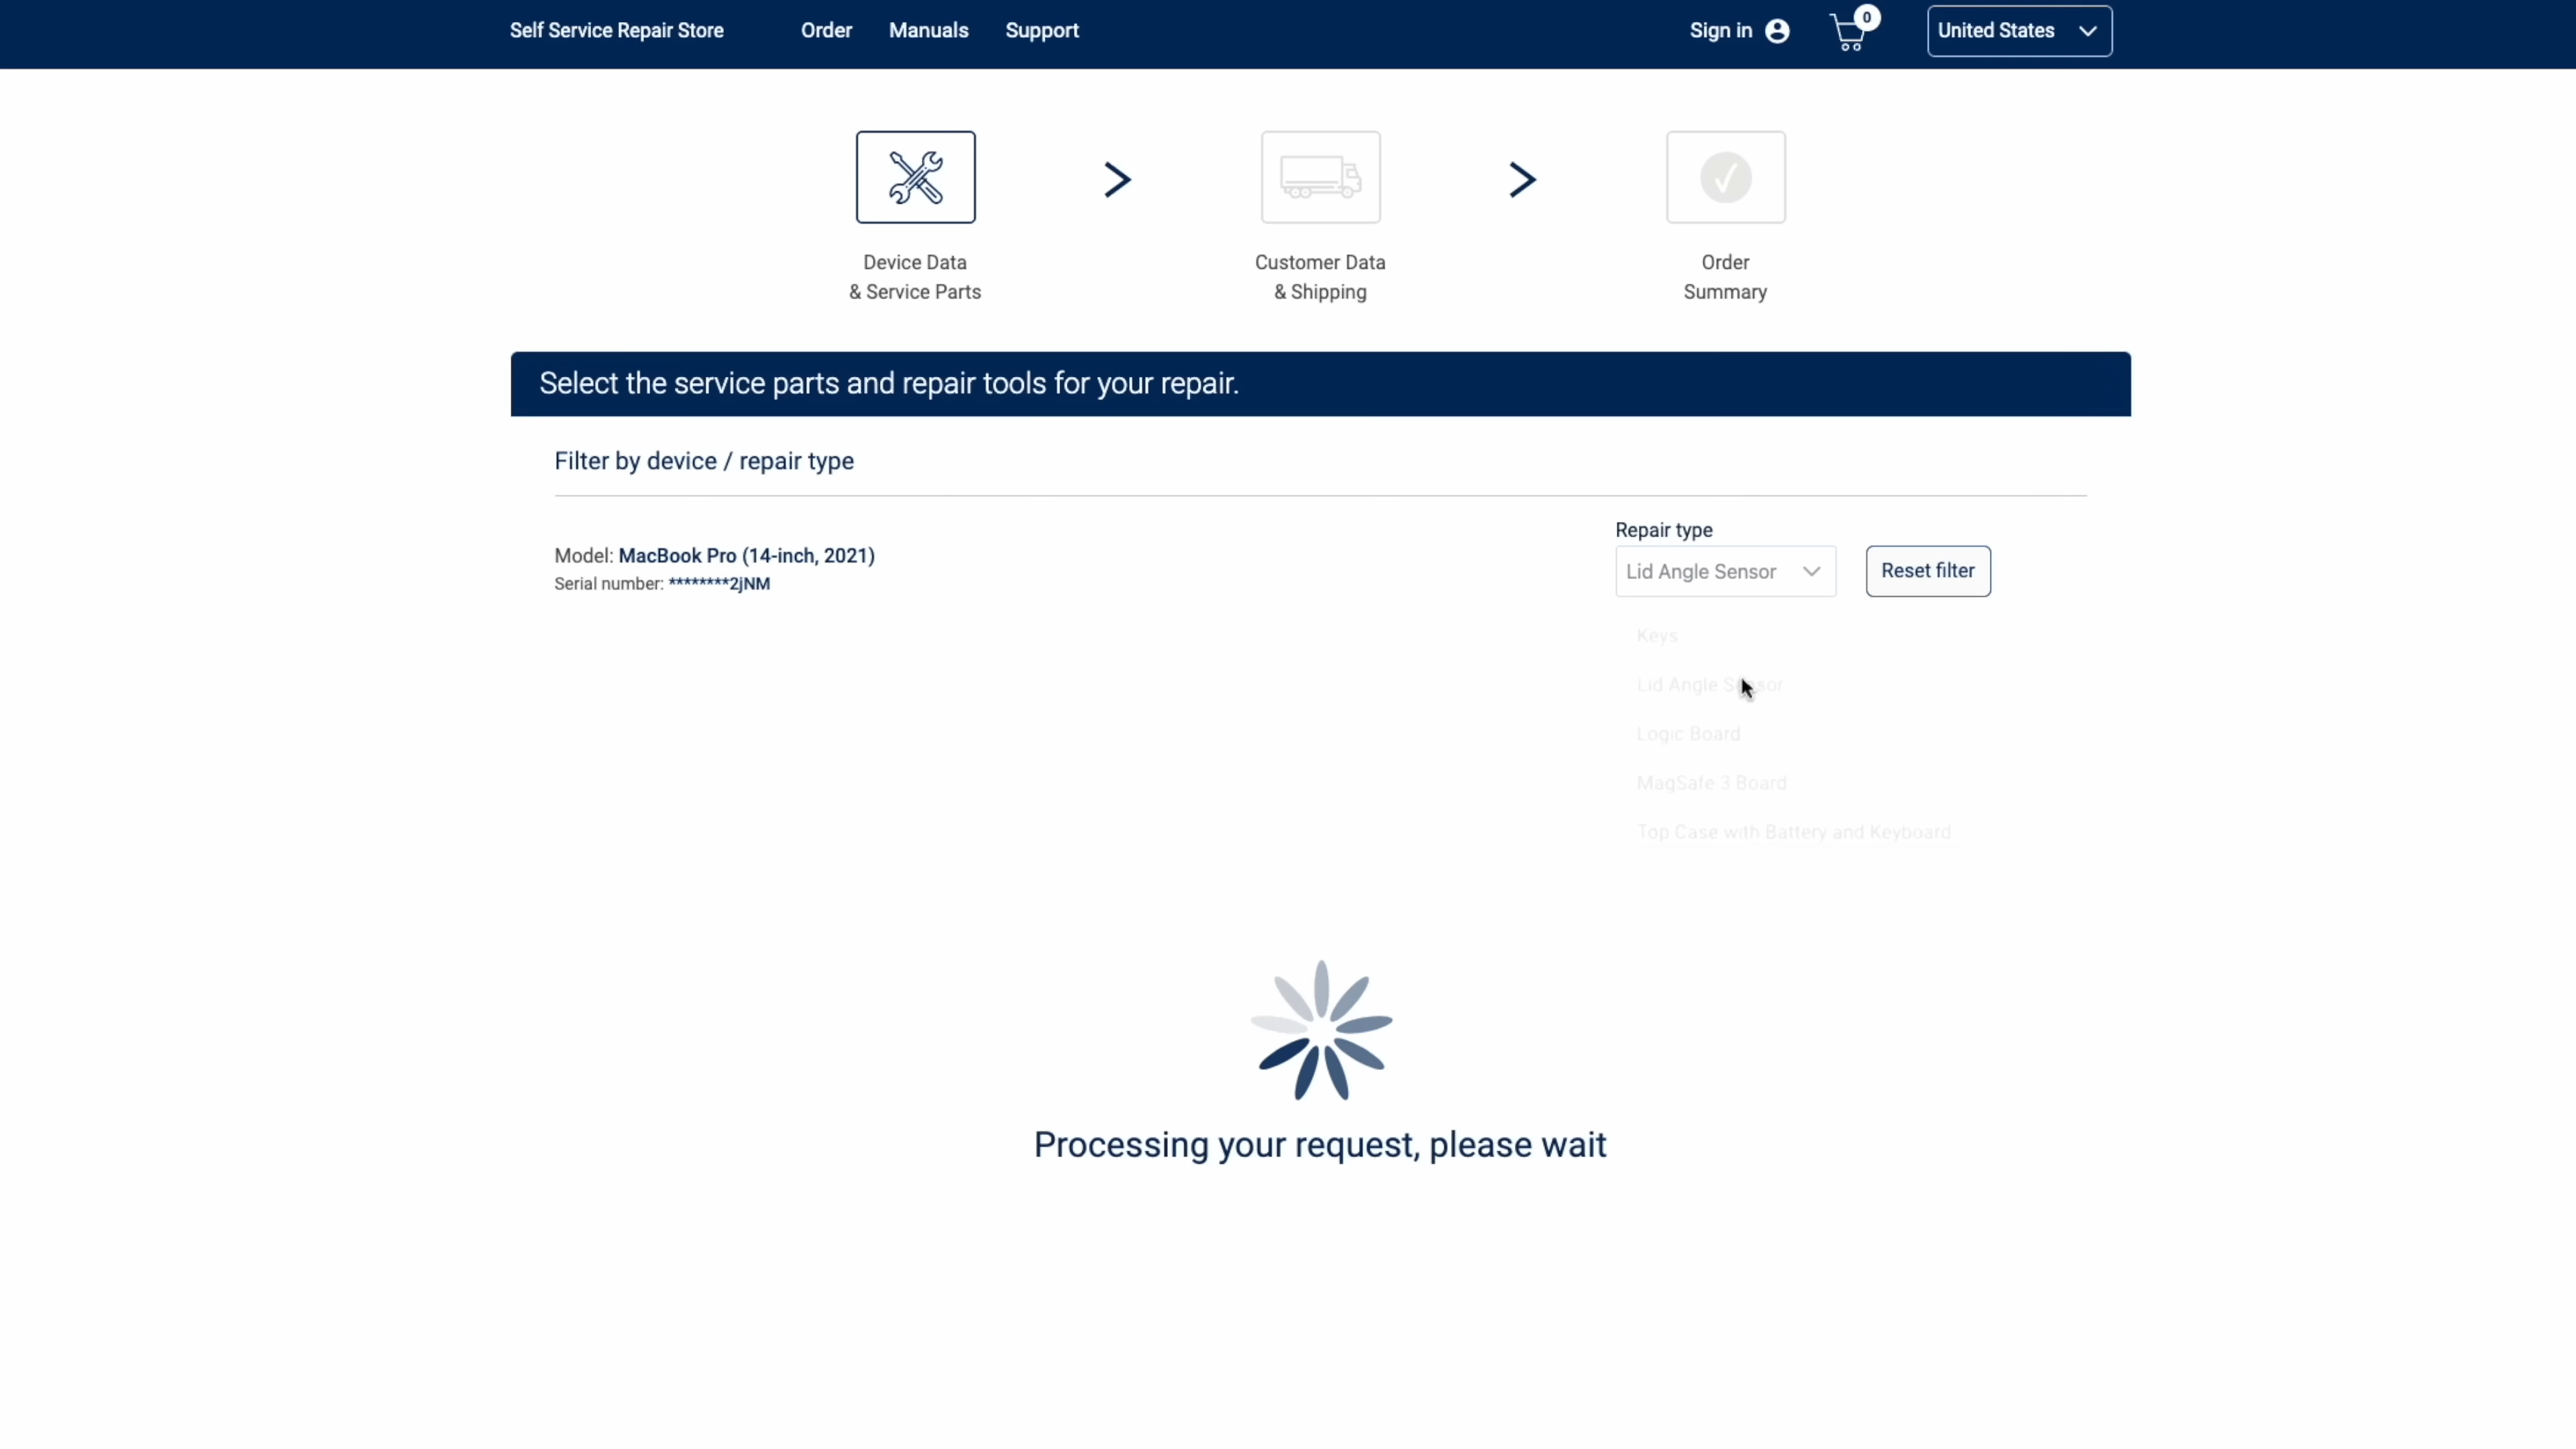 Self Service Repair Store Order Manuals Support Sign in 0 United States
Device Data
& Service Parts
Customer Data
& Shipping
Order
Summary
Select the service parts and repair tools for your repair.
Filter by device / repair type
Model: MacBook Pro (14-inch, 2021)
Serial number: ********2jNM
Repair type
Lid Angle Sensor
Reset filter
Keys
Lid Angle Sensor
Logic Board
MagSafe 3 Board
Top Case with Battery and Keyboard
Processing your request, please wait